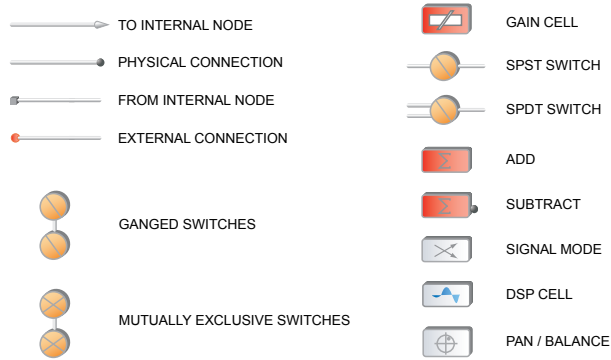 TO INTERNAL NODE
PHYSICAL CONNECTION
FROM INTERNAL NODE
EXTERNAL CONNECTION
GANGED SWITCHES
MUTUALLY EXCLUSIVE SWITCHES
GAIN CELL
SPST SWITCH
SPDT SWITCH
Σ
ADD
Σ
SUBTRACT
SIGNAL MODE
DSP CELL
PAN / BALANCE